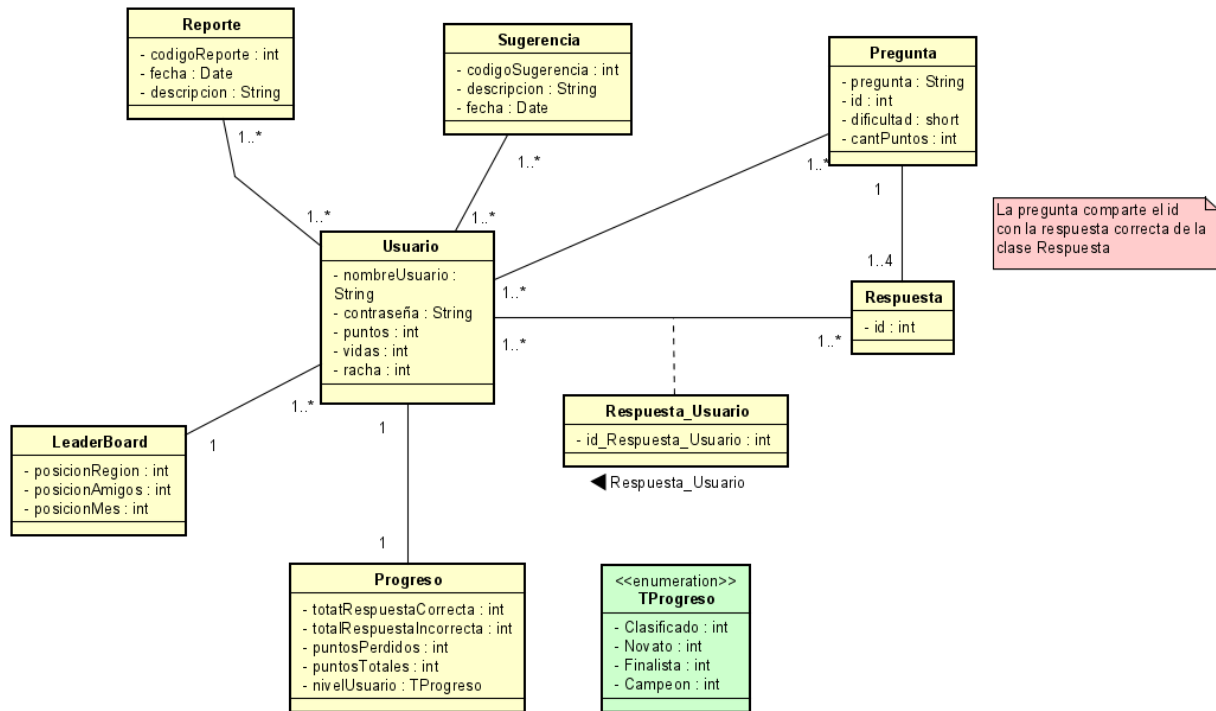 Reporte
- codigoReporte : int
- fecha : Date
- descripcion : String
1..*
1..*
Sugerencia
- codigoSugerencia : int
- descripcion : String
- fecha : Date
1..*
1..*
Pregunta
- pregunta : String
- id : int
- dificultad : short
- cantPuntos : int
1..*
1
La pregunta comparte el id
con la respuesta correcta de la
clase Respuesta
Usuario
- nombreUsuario :
String
- contraseña : String
- puntos : int
- vidas : int
- racha : int
1..*
1..*
1..4
Respuesta
- id : int
1..*
Respuesta_Usuario
- id_Respuesta_Usuario : int
◀ Respuesta_Usuario
1..*
1
LeaderBoard
- posicionRegion : int
- posicionAmigos : int
- posicionMes : int
1
1
Progreso
- totatRespuestaCorrecta : int
- totalRespuestaIncorrecta : int
- puntosPerdidos : int
- puntosTotales : int
- nivelUsuario : TProgreso
<<enumeration>>
TProgreso
- Clasificado : int
- Novato : int
- Finalista : int
- Campeon : int